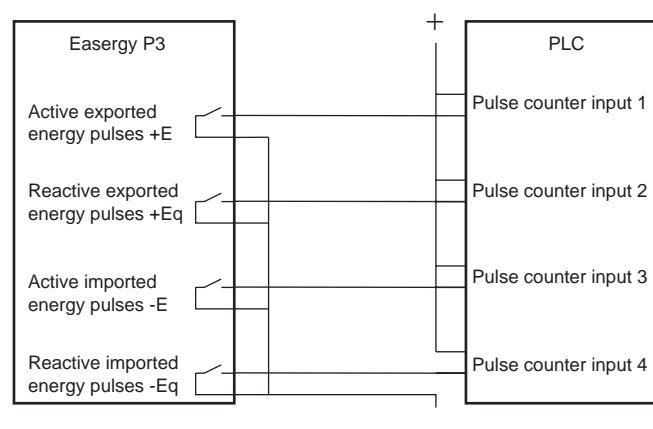 Easergy P3
PLC
Active exported
energy pulses +E
Pulse counter input 1
Reactive exported
energy pulses +Eq
Pulse counter input 2
Active imported
energy pulses -E
Pulse counter input 3
Reactive imported
energy pulses -Eq
Pulse counter input 4